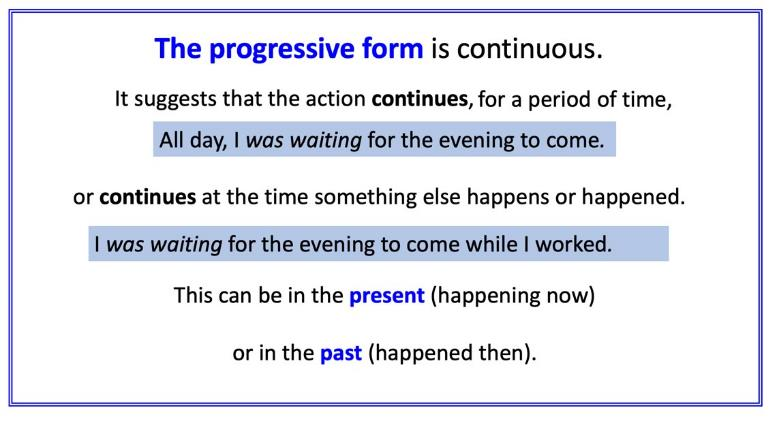 The progressive form is continuous.
It suggests that the action continues, for a period of time,
All day, I was waiting for the evening to come.
or continues at the time something else happens or happened.
I was waiting for the evening to come while I worked.
This can be in the present (happening now)
or in the past (happened then).